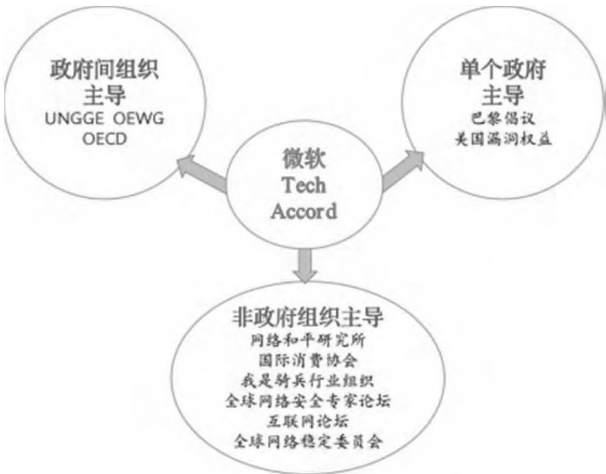 政府间组织
主导
UNGGE OEWG
OECD
单个政府
主导
巴黎倡议
美国漏洞权益
微软
Tech
Accord
非政府组织主导
网络和平研究所
国际消费协会
我是骑兵行业组织
全球网络安全专家论坛
互联网论坛
全球网络稳定委员会